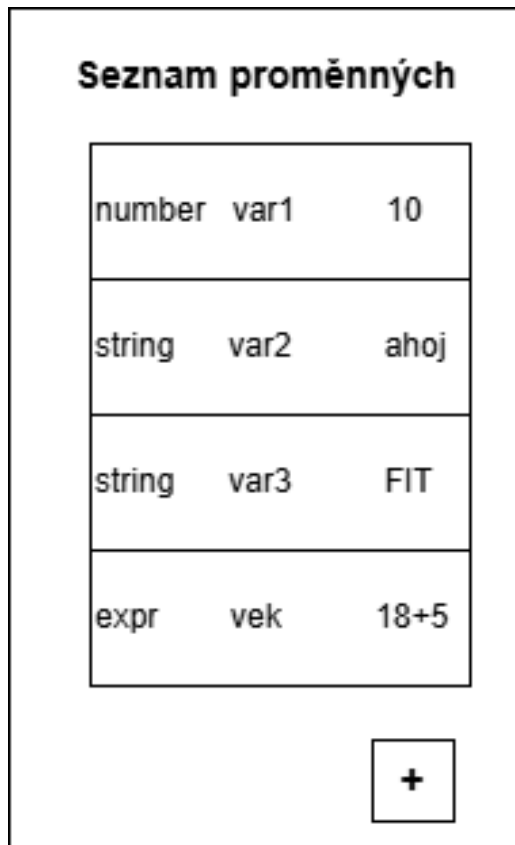 Seznam proměnných
number var1 10
string var2 ahoj
string var3 FIT
expr vek 18+5
+